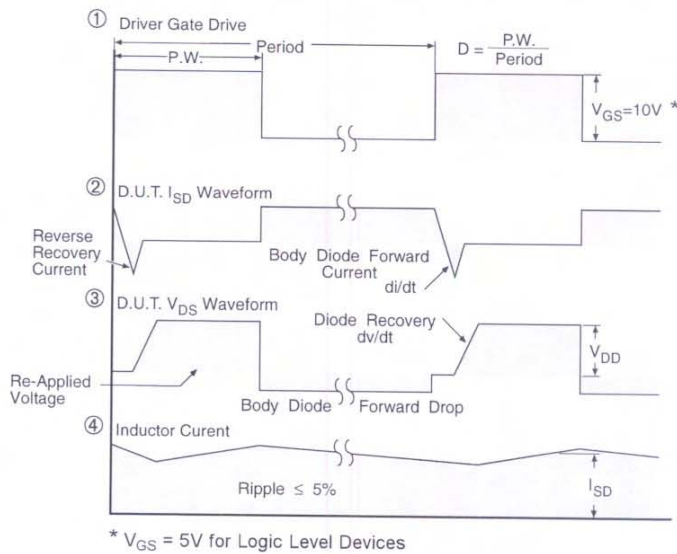 ① Driver Gate Drive
Period
P.W.
D = P.W.
Period
V_GS=10V *
② D.U.T. I_SD Waveform
Reverse
Recovery
Current
Body Diode Forward
Current
di/dt
③ D.U.T. V_DS Waveform
Diode Recovery
dv/dt
V_DD
Re-Applied
Voltage
Body Diode Forward Drop
④ Inductor Curent
Ripple ≤ 5%
I_SD
* V_GS = 5V for Logic Level Devices